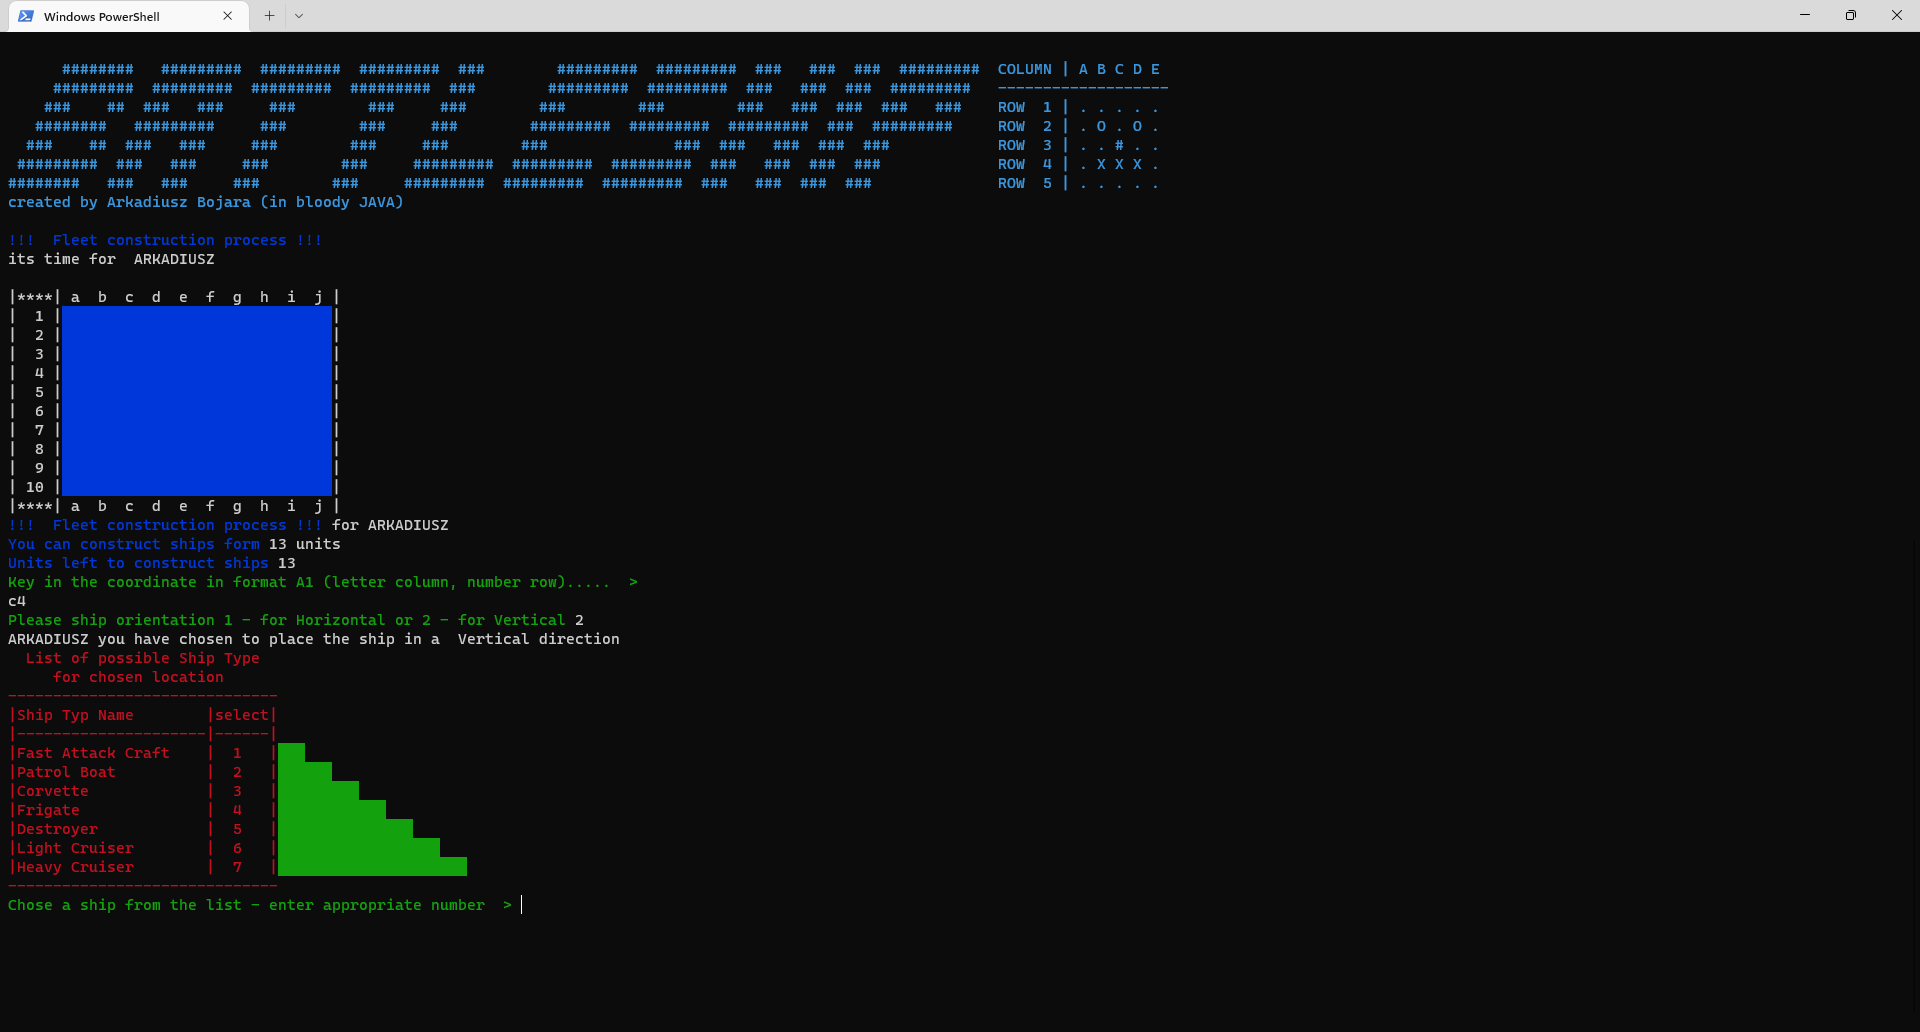 Windows PowerShell
######## ######### ######### ######### ### ######### ######### ### ### ### ######### COLUMN | A B C D E
######### ######### ######### ######### ### ######### ######### ### ### ### ######### -------------------
### ## ### ### ### ### ### ### ### ### ### ### ### ### ROW 1 | . . . . .
######## ######### ### ### ### ######### ######### ######### ### ######### ROW 2 | . O . O .
### ## ### ### ### ### ### ### ### ### ### ### ### ROW 3 | . . # . .
######### ### ### ### ### ######### ######### ######### ### ### ### ### ROW 4 | . X X X .
######## ### ### ### ### ######### ######### ######### ### ### ### ### ROW 5 | . . . . .
created by Arkadiusz Bojara (in bloody JAVA)
!!! Fleet construction process !!!
its time for ARKADIUSZ
|****| a b c d e f g h i j |
| 1 | |
| 2 | |
| 3 | |
| 4 | |
| 5 | |
| 6 | |
| 7 | |
| 8 | |
| 9 | |
| 10 | |
|****| a b c d e f g h i j |
!!! Fleet construction process !!! for ARKADIUSZ
You can construct ships form 13 units
Units left to construct ships 13
Key in the coordinate in format A1 (letter column, number row)..... >
c4
Please ship orientation 1 - for Horizontal or 2 - for Vertical 2
ARKADIUSZ you have chosen to place the ship in a Vertical direction
List of possible Ship Type
for chosen location
------------------------------
|Ship Typ Name |select|
|---------------------|------|
|Fast Attack Craft | 1 |
|Patrol Boat | 2 |
|Corvette | 3 |
|Frigate | 4 |
|Destroyer | 5 |
|Light Cruiser | 6 |
|Heavy Cruiser | 7 |
------------------------------
Chose a ship from the list - enter appropriate number >